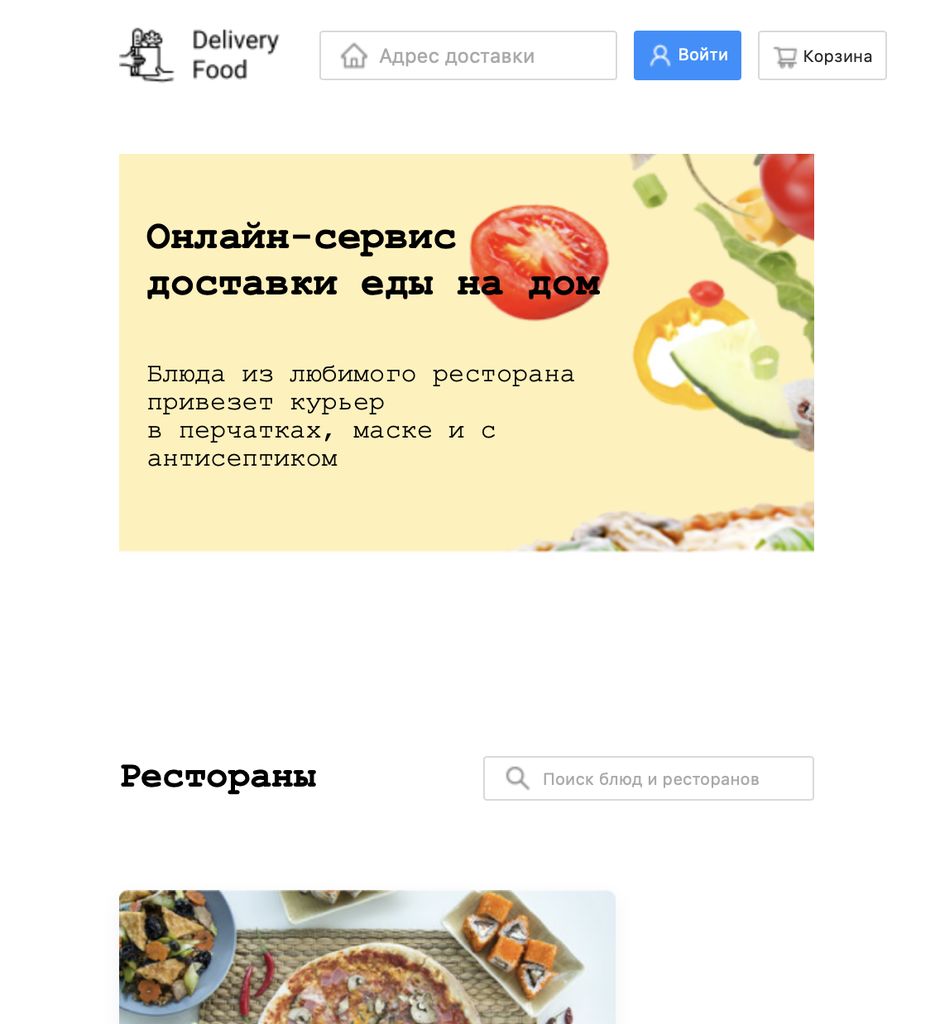 Delivery
Food
Адрес доставки
Войти
Корзина
Онлайн-сервис
доставки еды на дом
Блюда из любимого ресторана
привезет курьер
в перчатках, маске и с
антисептиком
Рестораны
Поиск блюд и ресторанов